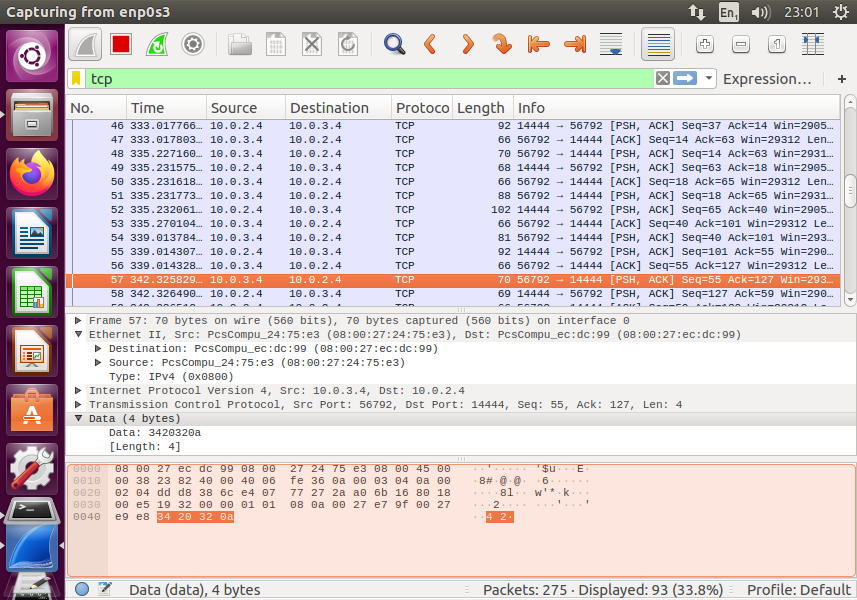 Capturing from enp0s3 En1 23:01
tcp Expression… +
No. Time Source Destination Protoco Length Info
46 333.017766… 10.0.2.4 10.0.3.4 TCP 92 14444 → 56792 [PSH, ACK] Seq=37 Ack=14 Win=2905…
47 333.017803… 10.0.3.4 10.0.2.4 TCP 66 56792 → 14444 [ACK] Seq=14 Ack=63 Win=29312 Len…
48 335.227160… 10.0.3.4 10.0.2.4 TCP 70 56792 → 14444 [PSH, ACK] Seq=14 Ack=63 Win=2931…
49 335.231575… 10.0.2.4 10.0.3.4 TCP 68 14444 → 56792 [PSH, ACK] Seq=63 Ack=18 Win=2905…
50 335.231618… 10.0.3.4 10.0.2.4 TCP 66 56792 → 14444 [ACK] Seq=18 Ack=65 Win=29312 Len…
51 335.231773… 10.0.3.4 10.0.2.4 TCP 88 56792 → 14444 [PSH, ACK] Seq=18 Ack=65 Win=2931…
52 335.232061… 10.0.2.4 10.0.3.4 TCP 102 14444 → 56792 [PSH, ACK] Seq=65 Ack=40 Win=2905…
53 335.270104… 10.0.3.4 10.0.2.4 TCP 66 56792 → 14444 [ACK] Seq=40 Ack=101 Win=29312 Le…
54 339.013784… 10.0.3.4 10.0.2.4 TCP 81 56792 → 14444 [PSH, ACK] Seq=40 Ack=101 Win=293…
55 339.014307… 10.0.2.4 10.0.3.4 TCP 92 14444 → 56792 [PSH, ACK] Seq=101 Ack=55 Win=290…
56 339.014328… 10.0.3.4 10.0.2.4 TCP 66 56792 → 14444 [ACK] Seq=55 Ack=127 Win=29312 Le…
57 342.325829… 10.0.3.4 10.0.2.4 TCP 70 56792 → 14444 [PSH, ACK] Seq=55 Ack=127 Win=293…
58 342.326490… 10.0.2.4 10.0.3.4 TCP 69 14444 → 56792 [PSH, ACK] Seq=127 Ack=59 Win=290…
Frame 57: 70 bytes on wire (560 bits), 70 bytes captured (560 bits) on interface 0
Ethernet II, Src: PcsCompu_24:75:e3 (08:00:27:24:75:e3), Dst: PcsCompu_ec:dc:99 (08:00:27:ec:dc:99)
Destination: PcsCompu_ec:dc:99 (08:00:27:ec:dc:99)
Source: PcsCompu_24:75:e3 (08:00:27:24:75:e3)
Type: IPv4 (0x0800)
Internet Protocol Version 4, Src: 10.0.3.4, Dst: 10.0.2.4
Transmission Control Protocol, Src Port: 56792, Dst Port: 14444, Seq: 55, Ack: 127, Len: 4
Data (4 bytes)
Data: 3420320a
[Length: 4]
0000 08 00 27 ec dc 99 08 00 27 24 75 e3 08 00 45 00 ··'····· '$u···E·
0010 00 38 23 82 40 00 40 06 fe 36 0a 00 03 04 0a 00 ·8#·@·@· ·6······
0020 02 04 dd d8 38 6c e4 07 77 27 2a a0 6b 16 80 18 ····8l·· w'*·k···
0030 00 e5 19 32 00 00 01 01 08 0a 00 27 e7 9f 00 27 ···2···· ···'···'
0040 e9 e8 34 20 32 0a ··4 2·
Data (data), 4 bytes Packets: 275 · Displayed: 93 (33.8%) Profile: Default